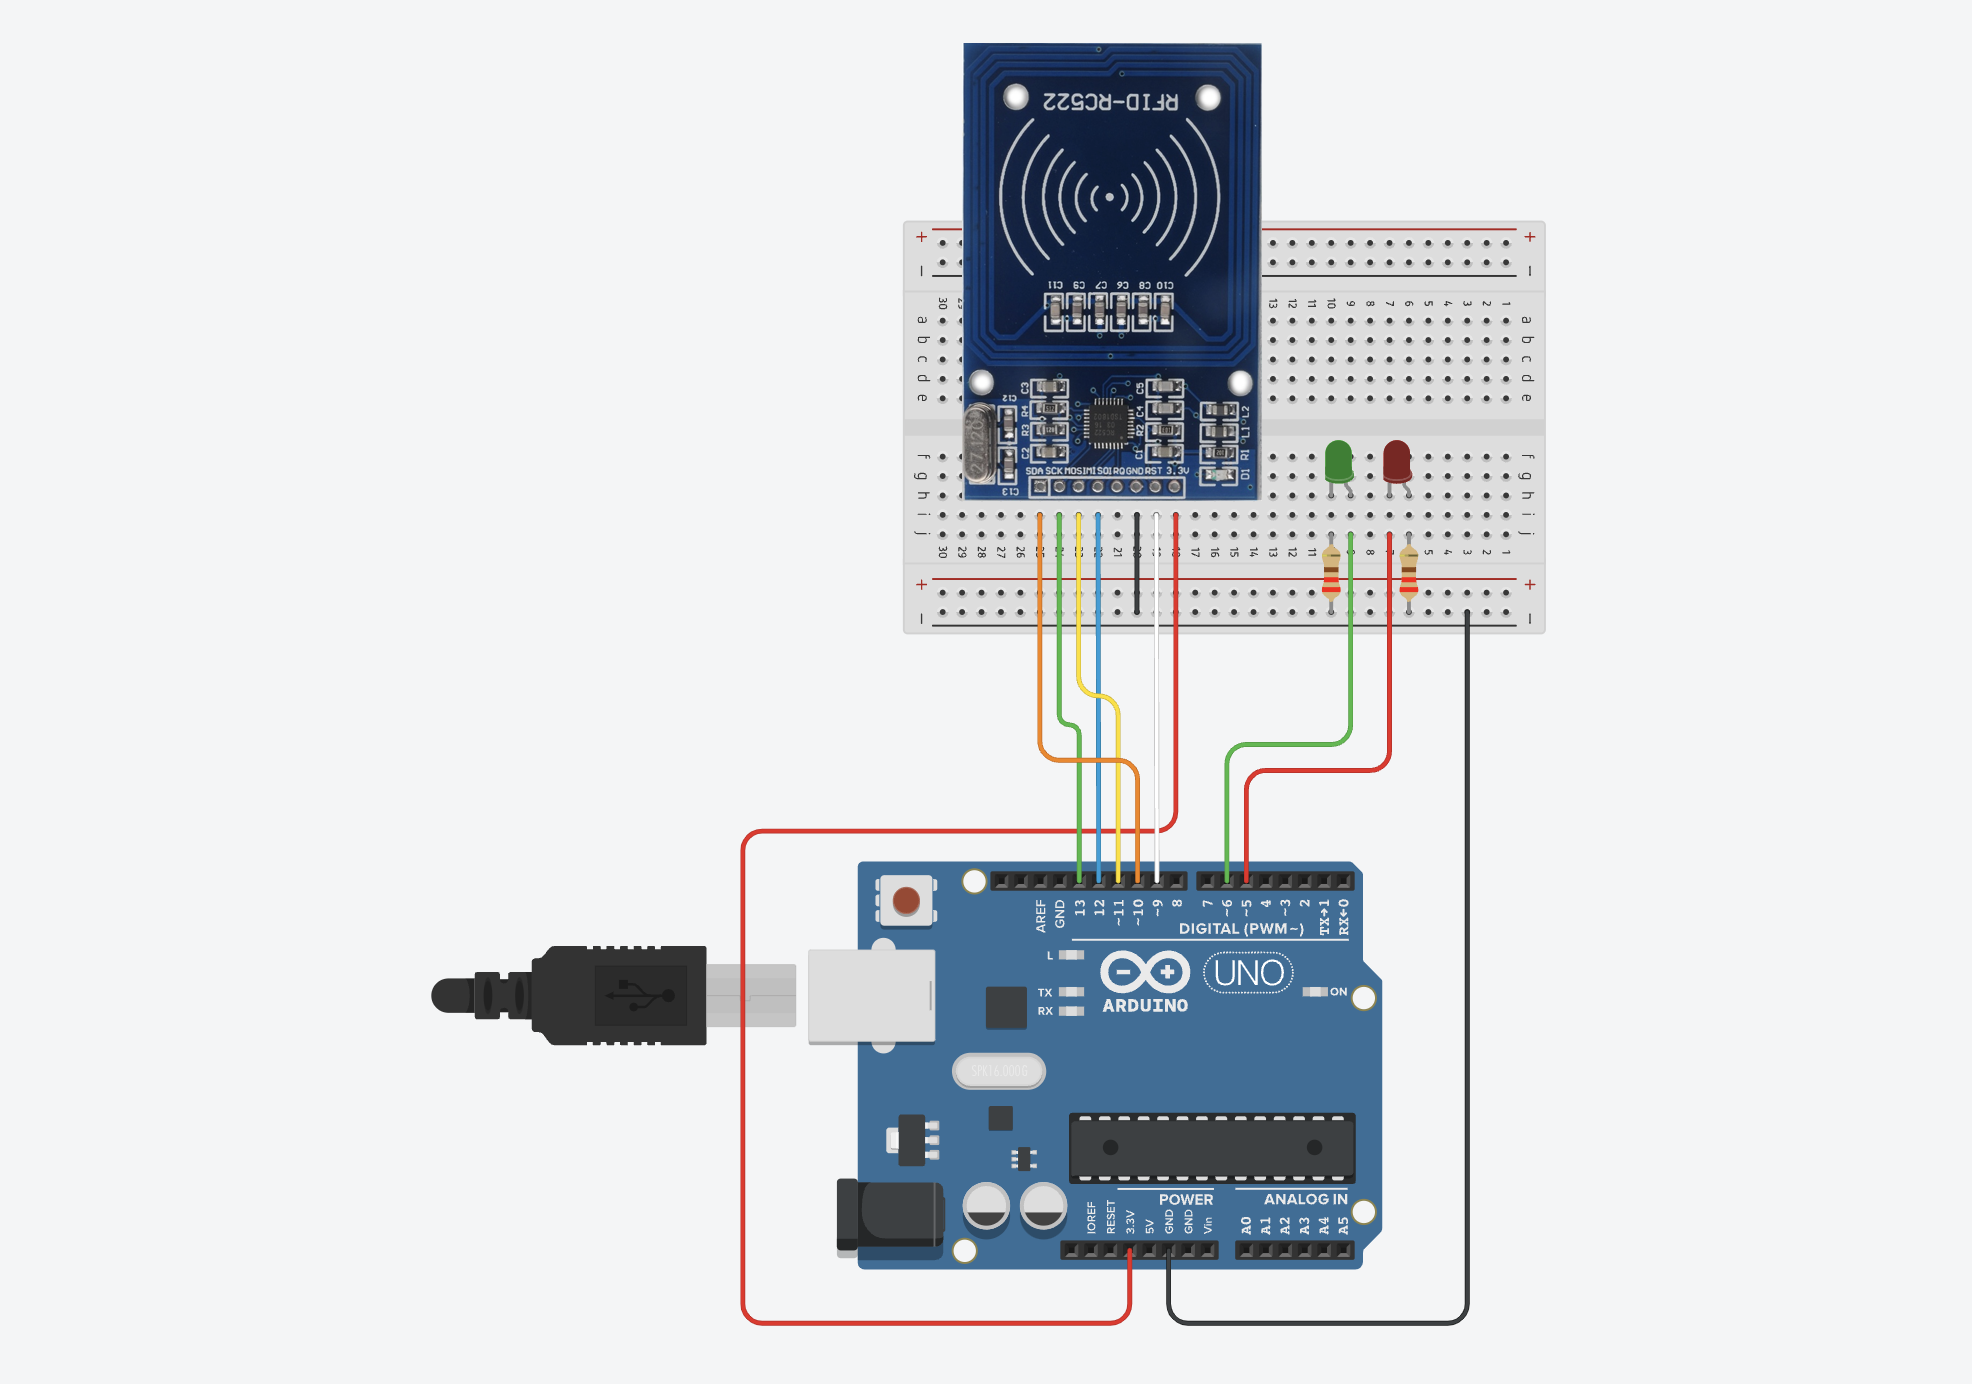 RFID-RC522
+ +
− −
C11 C9 C7 C6 C8 C10
30 13 12 11 10 9 8 7 6 5 4 3 2 1
a a
b b
c c
d d
e e
C3 C5
C12
R4 C4 L2
R3 R2 L1
27.120
C2 C1 R1
f f
SDA SCK MOSI MISO IRQ GND RST 3.3V D1
g g
C13
h h
i i
j j
30 29 28 27 26 21 17 16 15 14 13 12 11 8 5 4 3 2 1
+ +
− −
AREF GND 13 12 ~11 ~10 ~9 8 7 ~6 ~5 4 ~3 2 TX→1 RX←0
DIGITAL (PWM~)
L
UNO
TX ON
RX ARDUINO
SPK16.000G
POWER ANALOG IN
IOREF RESET 3.3V 5V GND GND Vin A0 A1 A2 A3 A4 A5